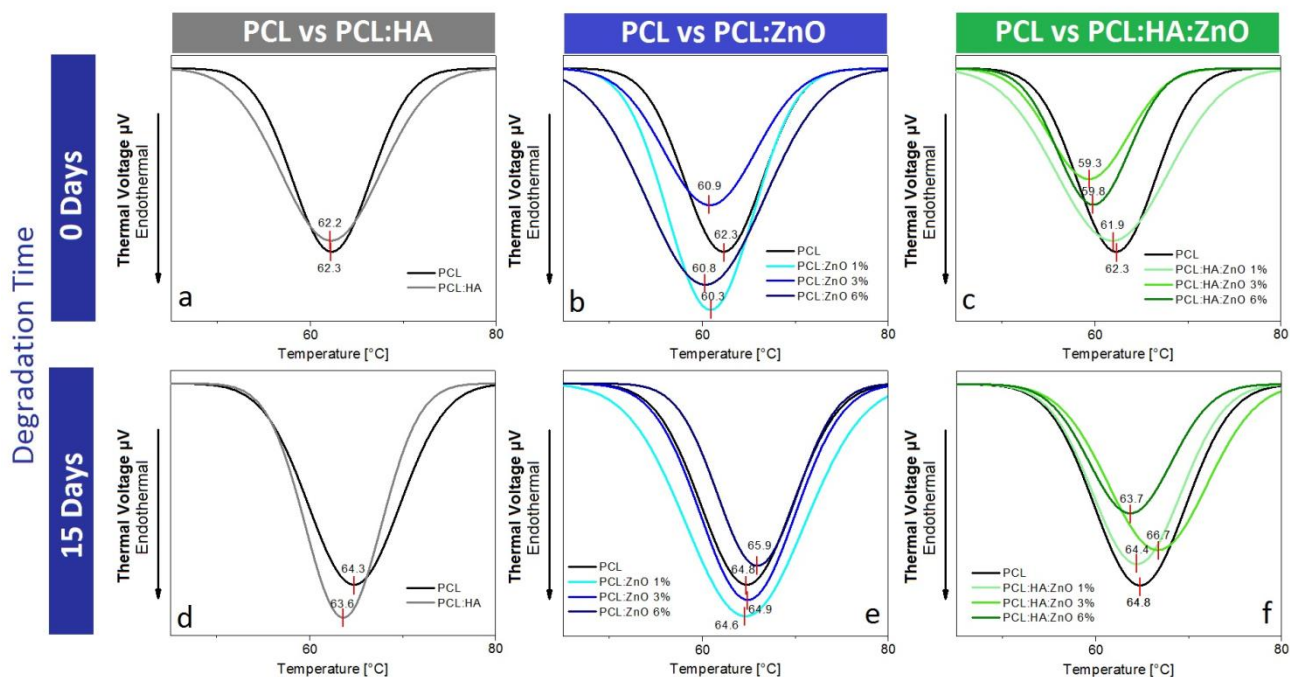 PCL vs PCL:HA
PCL vs PCL:ZnO
PCL vs PCL:HA:ZnO
Degradation Time
0 Days
Thermal Voltage µV
Endothermal
62.2
62.3
PCL
PCL:HA
a
60
80
Temperature [°C]
Thermal Voltage µV
Endothermal
60.9
62.3
60.8
60.3
PCL
PCL:ZnO 1%
PCL:ZnO 3%
PCL:ZnO 6%
b
60
80
Temperature [°C]
Thermal Voltage µV
Endothermal
59.3
59.8
61.9
62.3
PCL
PCL:HA:ZnO 1%
PCL:HA:ZnO 3%
PCL:HA:ZnO 6%
c
60
80
Temperature [°C]
15 Days
Thermal Voltage µV
Endothermal
64.3
63.6
PCL
PCL:HA
d
60
80
Temperature [°C]
Thermal Voltage µV
Endothermal
65.9
64.8
64.9
64.6
PCL
PCL:ZnO 1%
PCL:ZnO 3%
PCL:ZnO 6%
e
60
80
Temperature [°C]
Thermal Voltage µV
Endothermal
63.7
66.7
64.4
64.8
PCL
PCL:HA:ZnO 1%
PCL:HA:ZnO 3%
PCL:HA:ZnO 6%
f
60
80
Temperature [°C]